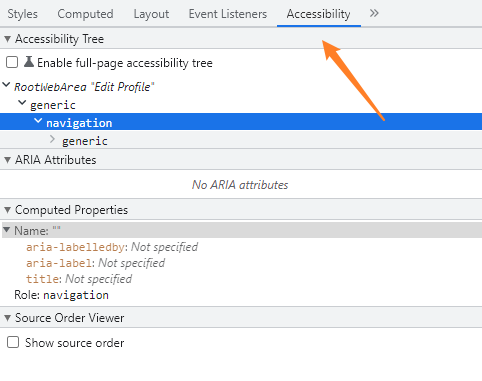 Styles Computed Layout Event Listeners Accessibility
Accessibility Tree
Enable full-page accessibility tree
RootWebArea "Edit Profile"
generic
navigation
generic
ARIA Attributes
No ARIA attributes
Computed Properties
Name: ""
aria-labelledby: Not specified
aria-label: Not specified
title: Not specified
Role: navigation
Source Order Viewer
Show source order